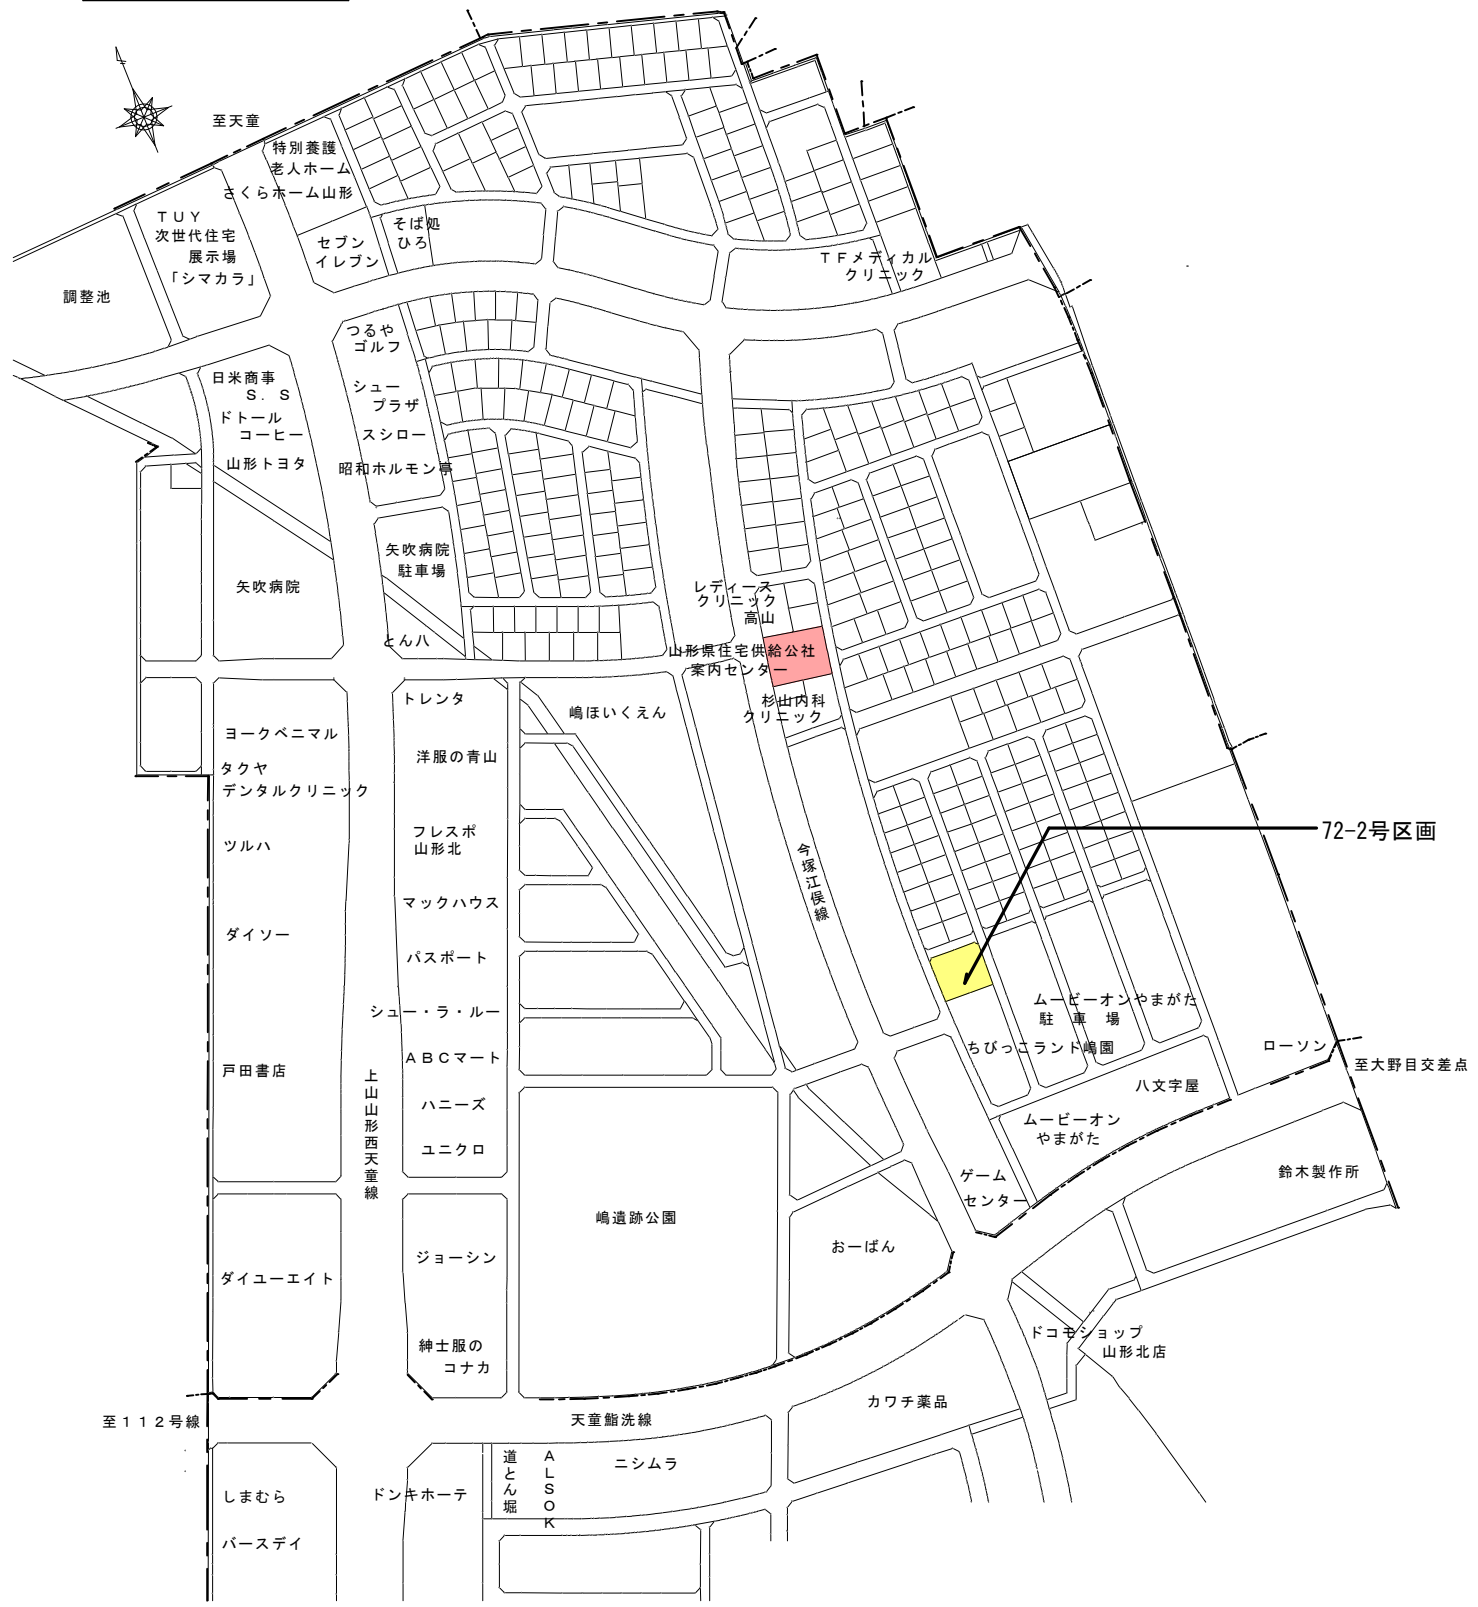 至天童
特別養護
老人ホーム
さくらホーム山形
ＴＵＹ
次世代住宅
展示場
「シマカラ」
そば処
ひろ
セブン
イレブン
ＴＦメディカル
クリニック
調整池
つるや
ゴルフ
日米商事
Ｓ．Ｓ
シュー
プラザ
ドトール
コーヒー
スシロー
山形トヨタ
昭和ホルモン亭
矢吹病院
駐車場
矢吹病院
レディース
クリニック
高山
とん八
山形県住宅供給公社
案内センター
トレンタ
嶋ほいくえん
杉山内科
クリニック
ヨークベニマル
洋服の青山
タクヤ
デンタルクリニック
フレスポ
山形北
ツルハ
今塚江俣線
72-2号区画
マックハウス
ダイソー
パスポート
ムービーオンやまがた
駐車場
シュー・ラ・ルー
ちびっこランド嶋園
ローソン
ＡＢＣマート
至大野目交差点
戸田書店
上山山形西天童線
八文字屋
ハニーズ
ムービーオン
やまがた
ユニクロ
ゲーム
センター
鈴木製作所
嶋遺跡公園
おーばん
ジョーシン
ダイユーエイト
紳士服の
コナカ
ドコモショップ
山形北店
カワチ薬品
至１１２号線
天童鮨洗線
道とん堀
ＡＬＳＯＫ
ニシムラ
しまむら
ドンキホーテ
バースデイ